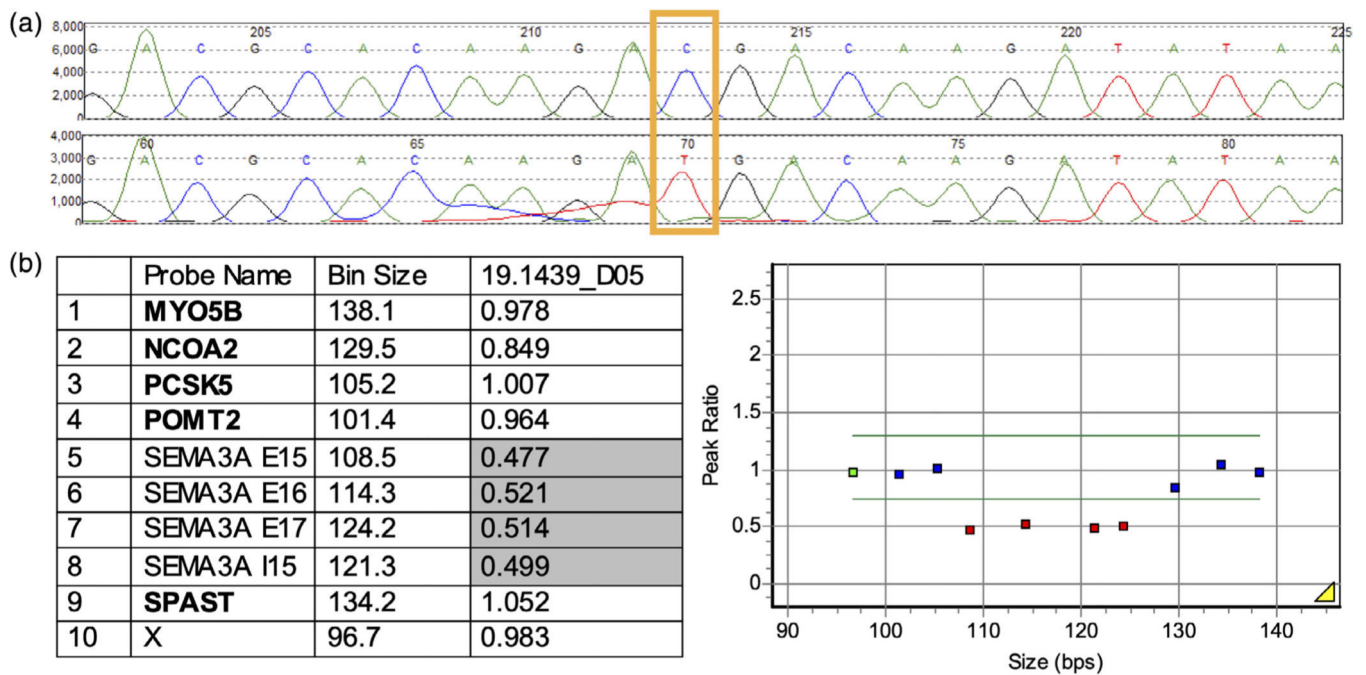 (a)
8,000 205 210 215 220 225
G A C G C A C A A G A C G A C A A G A T A T A A
6,000
4,000
2,000
0
4,000 60 65 70 75 80
G A C G C A C A A G A T G A C A A G A T A T A A
3,000
2,000
1,000
0
(b)
Probe Name Bin Size 19.1439_D05
1 MYO5B 138.1 0.978
2 NCOA2 129.5 0.849
3 PCSK5 105.2 1.007
4 POMT2 101.4 0.964
5 SEMA3A E15 108.5 0.477
6 SEMA3A E16 114.3 0.521
7 SEMA3A E17 124.2 0.514
8 SEMA3A I15 121.3 0.499
9 SPAST 134.2 1.052
10 X 96.7 0.983
Peak Ratio
2.5
2
1.5
1
0.5
0
90 100 110 120 130 140
Size (bps)